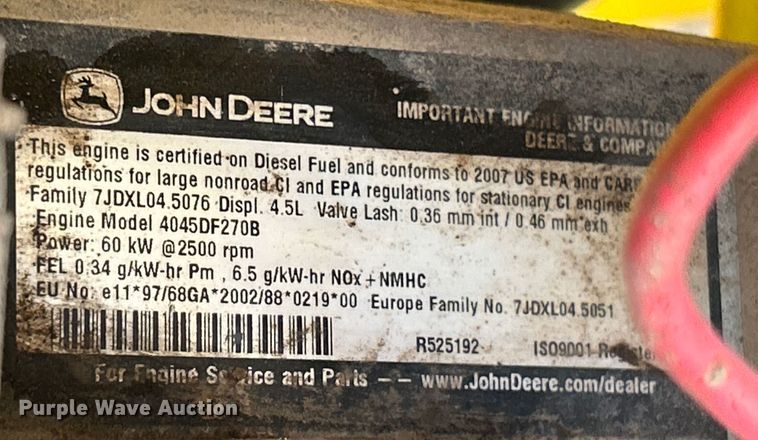 JOHN DEERE
IMPORTANT ENGINE INFORMATION
DEERE & COMPA
This engine is certified on Diesel Fuel and conforms to 2007 US EPA and CAR
regulations for large nonroad CI and EPA regulations for stationary CI engines
Family 7JDXL04.5076 Displ. 4.5L Valve Lash: 0.36 mm int / 0.46 mm exh
Engine Model 4045DF270B
Power: 60 kW @2500 rpm
FEL 0.34 g/kW-hr Pm , 6.5 g/kW-hr NOx + NMHC
EU No: e11*97/68GA*2002/88*0219*00 Europe Family No. 7JDXL04.5051
R525192 ISO9001 Registe
For Engine Service and Parts -- www.JohnDeere.com/dealer
Purple Wave Auction